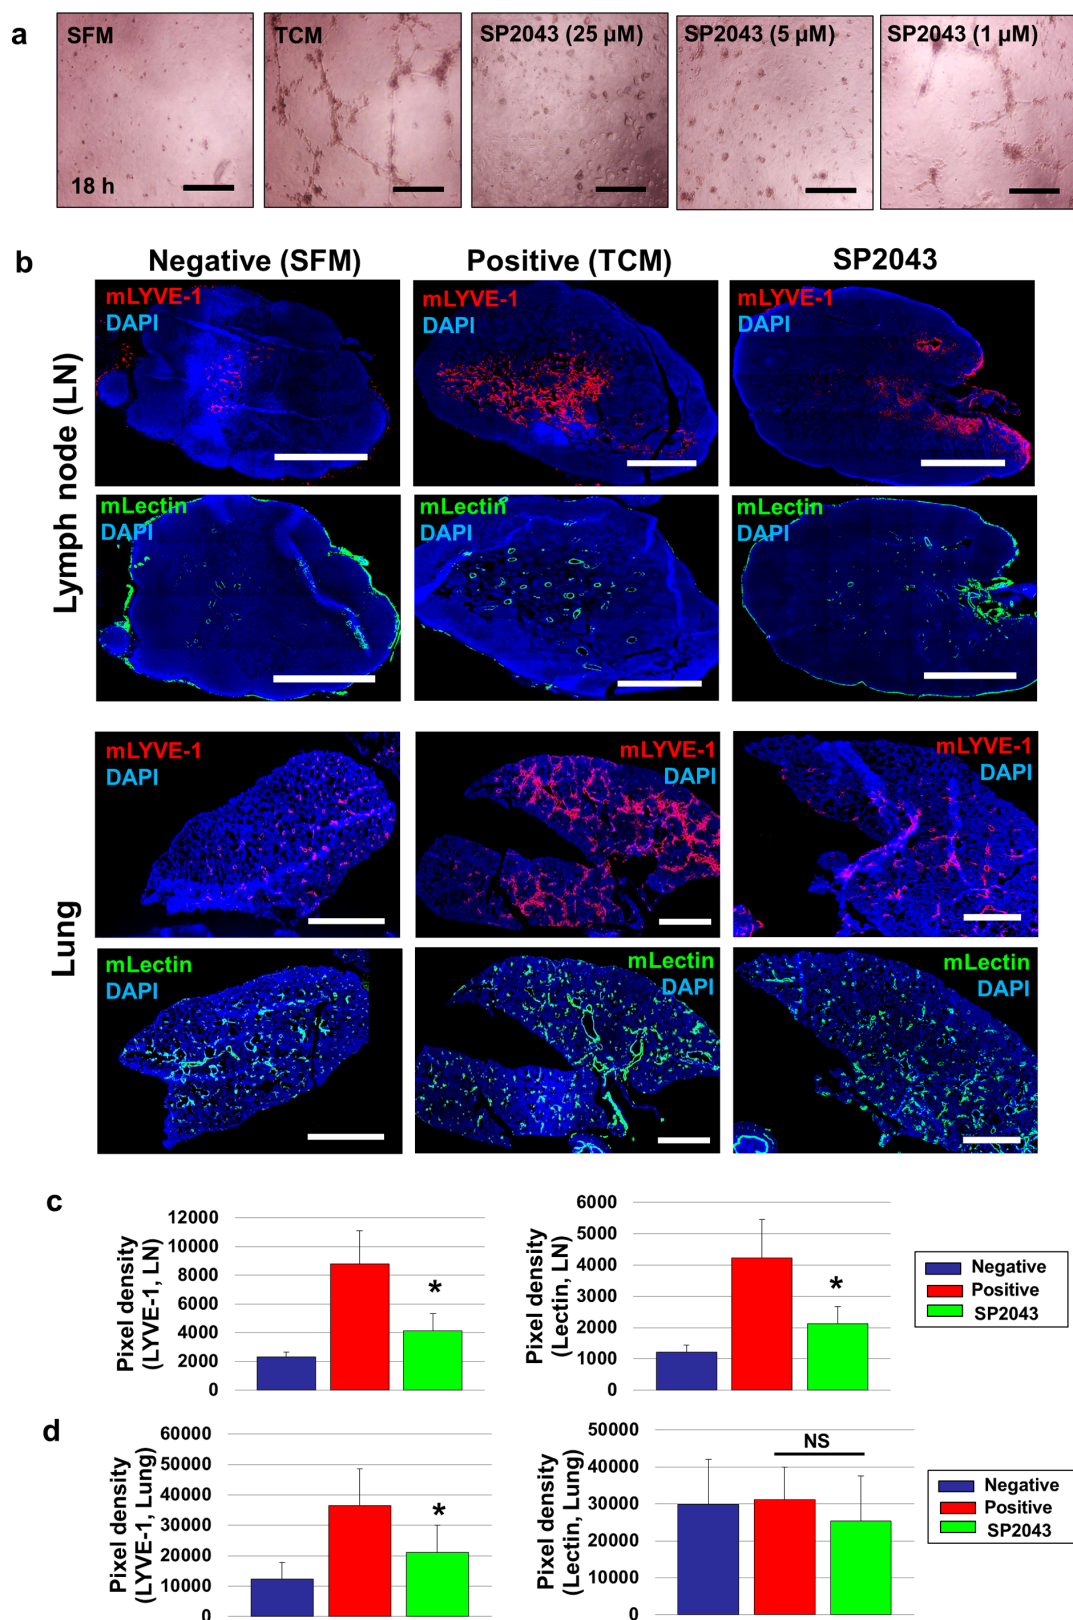 a
SFM
18 h
TCM
SP2043 (25 µM)
SP2043 (5 µM)
SP2043 (1 µM)
b
Negative (SFM)
Positive (TCM)
SP2043
Lymph node (LN)
mLYVE-1
DAPI
mLYVE-1
DAPI
mLYVE-1
DAPI
mLectin
DAPI
mLectin
DAPI
mLectin
DAPI
Lung
mLYVE-1
DAPI
mLYVE-1
DAPI
mLYVE-1
DAPI
mLectin
DAPI
mLectin
DAPI
mLectin
DAPI
c
Pixel density
(LYVE-1, LN)
12000
10000
8000
6000
4000
2000
0
*
Pixel density
(Lectin, LN)
6000
5000
4000
3000
2000
1000
0
*
Negative
Positive
SP2043
d
Pixel density
(LYVE-1, Lung)
60000
50000
40000
30000
20000
10000
0
*
Pixel density
(Lectin, Lung)
50000
40000
30000
20000
10000
0
NS
Negative
Positive
SP2043